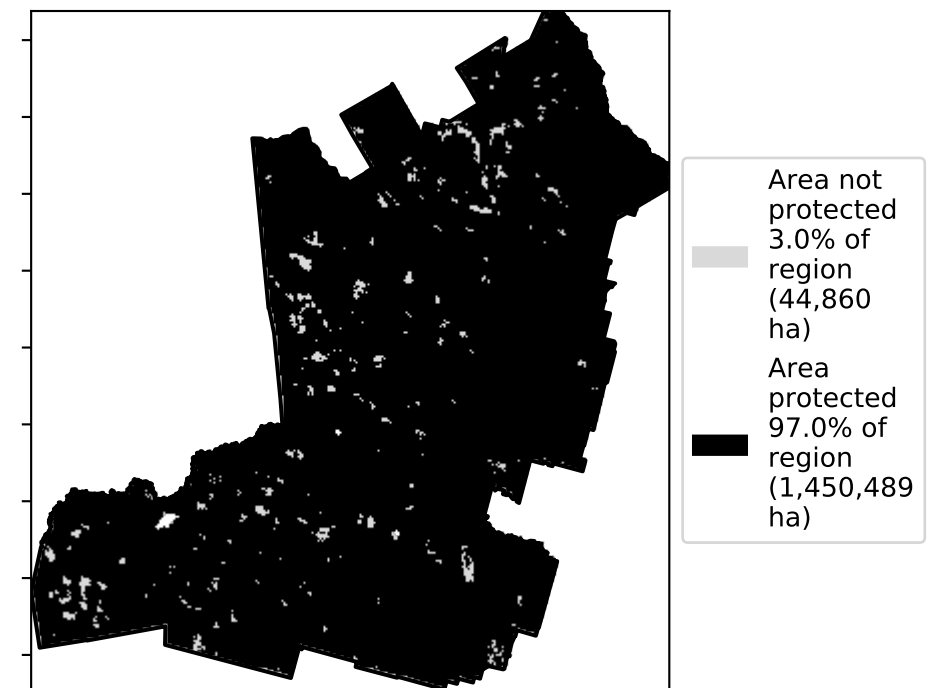 Area not
protected
3.0% of
region
(44,860
ha)
Area
protected
97.0% of
region
(1,450,489
ha)